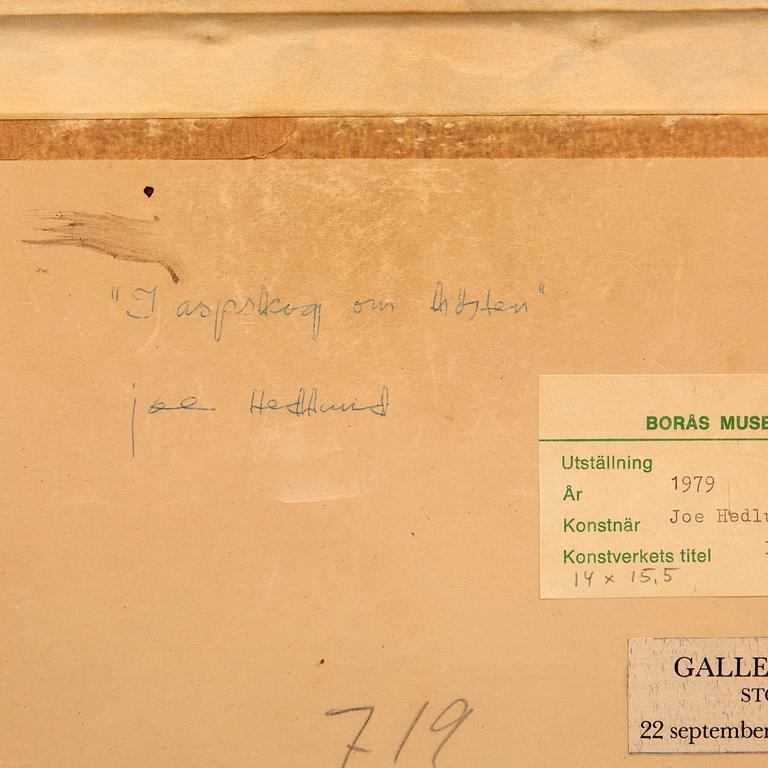 "I aspskog om hösten"
joe Hedlund
BORÅS MUSE
Utställning
År 1979
Konstnär Joe Hedlu
Konstverkets titel
14 x 15,5
GALLE
STO
22 september
719